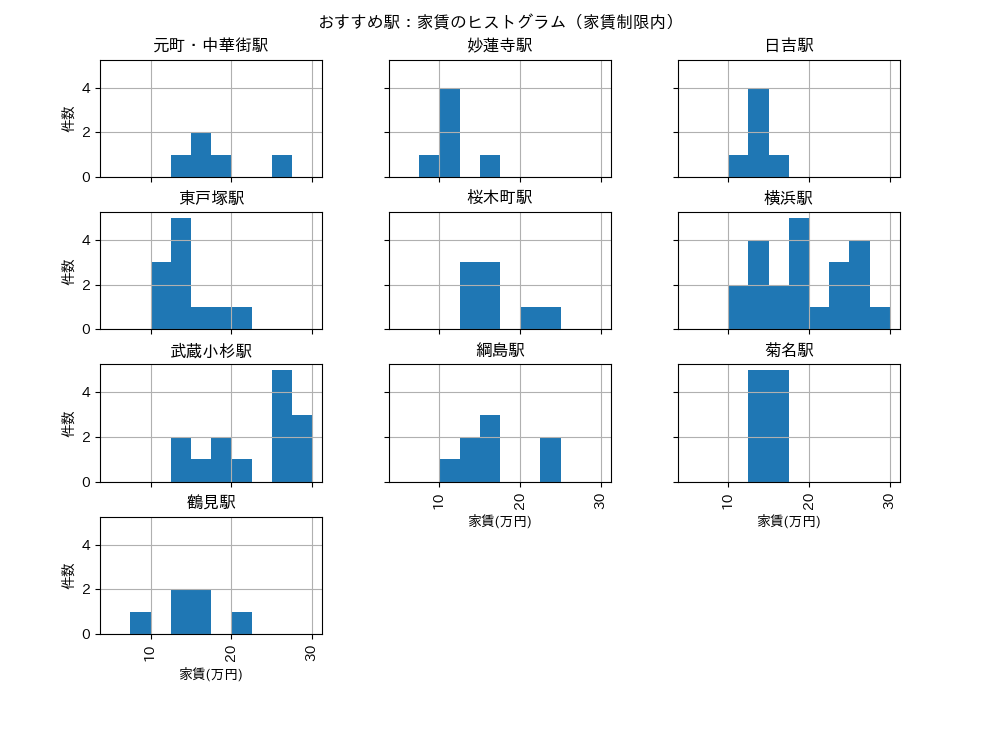 おすすめ駅：家賃のヒストグラム（家賃制限内）
元町・中華街駅
妙蓮寺駅
日吉駅
4
2
0
件数
東戸塚駅
桜木町駅
横浜駅
4
2
0
件数
武蔵小杉駅
綱島駅
菊名駅
4
2
0
件数
10 20 30
家賃(万円)
10 20 30
家賃(万円)
鶴見駅
4
2
0
件数
10 20 30
家賃(万円)